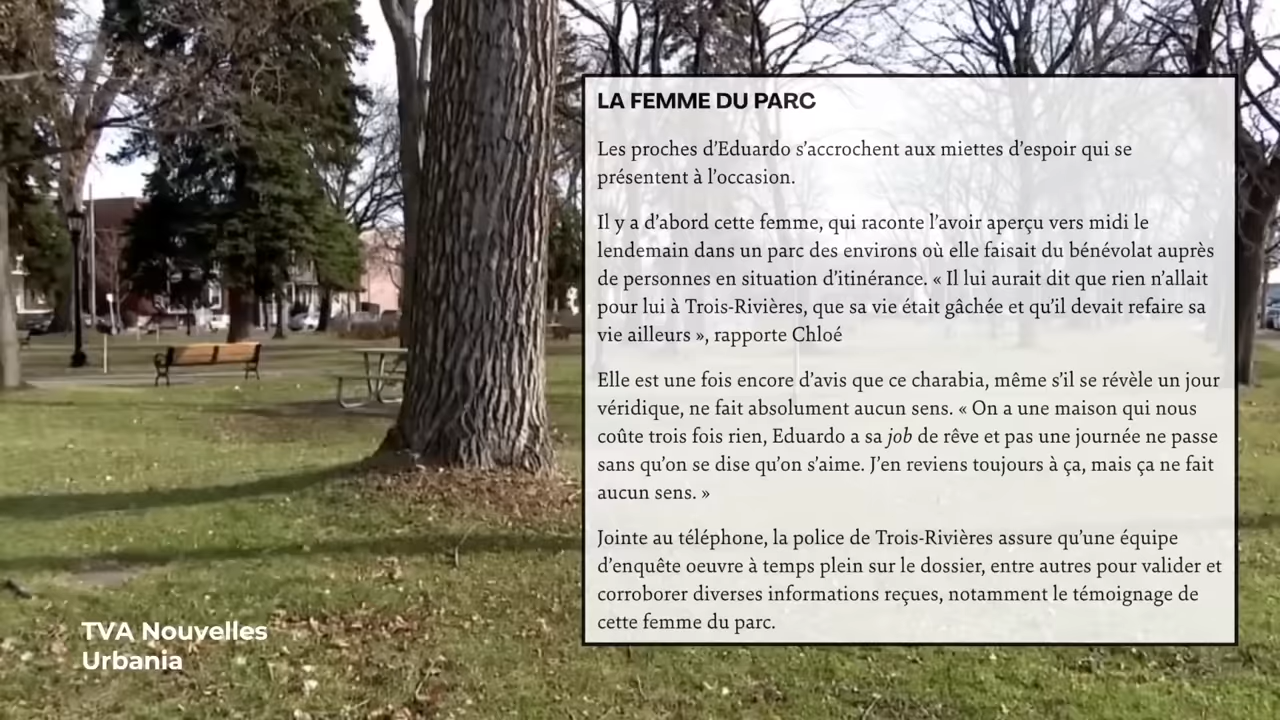 LA FEMME DU PARC
Les proches d’Eduardo s’accrochent aux miettes d’espoir qui se
présentent à l’occasion.
Il y a d’abord cette femme, qui raconte l’avoir aperçu vers midi le
lendemain dans un parc des environs où elle faisait du bénévolat auprès
de personnes en situation d’itinérance. « Il lui aurait dit que rien n’allait
pour lui à Trois-Rivières, que sa vie était gâchée et qu’il devait refaire sa
vie ailleurs », rapporte Chloé
Elle est une fois encore d’avis que ce charabia, même s’il se révèle un jour
véridique, ne fait absolument aucun sens. « On a une maison qui nous
coûte trois fois rien, Eduardo a sa job de rêve et pas une journée ne passe
sans qu’on se dise qu’on s’aime. J’en reviens toujours à ça, mais ça ne fait
aucun sens. »
Jointe au téléphone, la police de Trois-Rivières assure qu’une équipe
d’enquête oeuvre à temps plein sur le dossier, entre autres pour valider et
corroborer diverses informations reçues, notamment le témoignage de
cette femme du parc.
TVA Nouvelles
Urbania